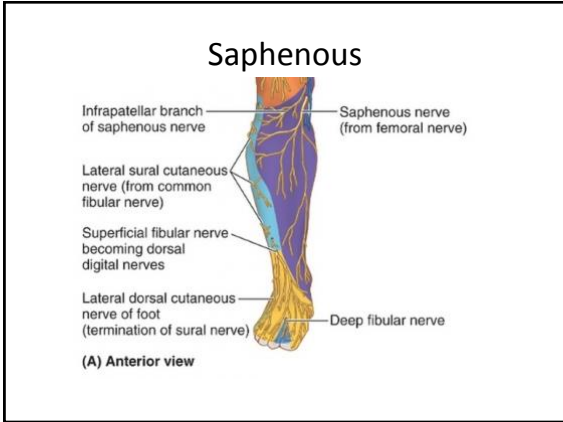 Saphenous
Infrapatellar branch
of saphenous nerve
Saphenous nerve
(from femoral nerve)
Lateral sural cutaneous
nerve (from common
fibular nerve)
Superficial fibular nerve
becoming dorsal
digital nerves
Lateral dorsal cutaneous
nerve of foot
(termination of sural nerve)
Deep fibular nerve
(A) Anterior view